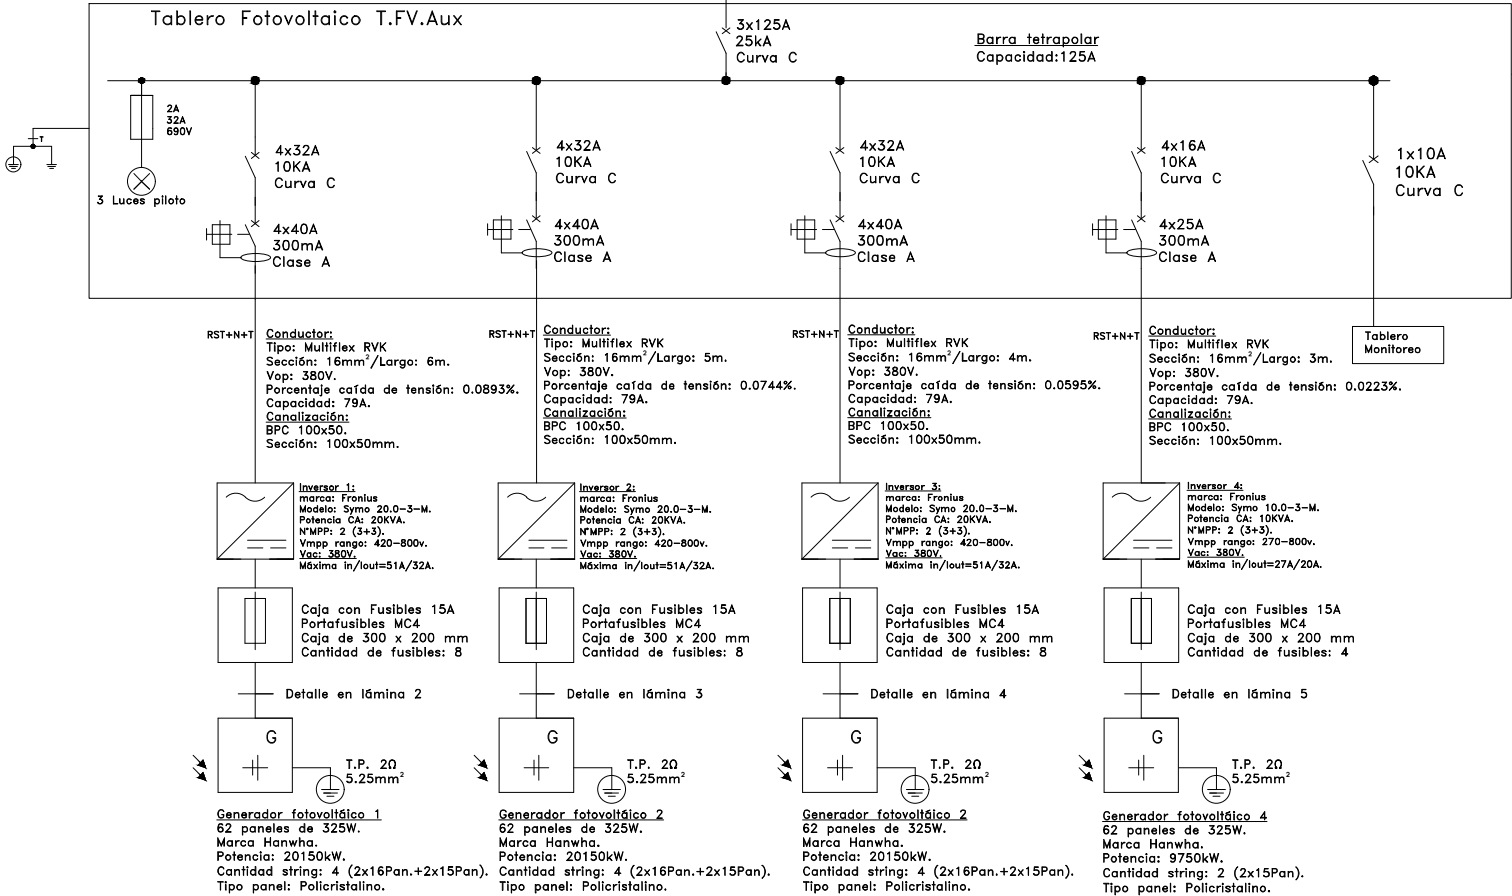 Tablero Fotovoltaico T.FV.Aux
3x125A
25kA
Curva C
Barra tetrapolar
Capacidad:125A
T
2A
32A
690V
3 Luces piloto
4x32A
10KA
Curva C
4x40A
300mA
Clase A
4x32A
10KA
Curva C
4x40A
300mA
Clase A
4x32A
10KA
Curva C
4x40A
300mA
Clase A
4x16A
10KA
Curva C
4x25A
300mA
Clase A
1x10A
10KA
Curva C
RST+N+T
Conductor:
Tipo: Multiflex RVK
Sección: 16mm²/Largo: 6m.
Vop: 380V.
Porcentaje caída de tensión: 0.0893%.
Capacidad: 79A.
Canalización:
BPC 100x50.
Sección: 100x50mm.
RST+N+T
Conductor:
Tipo: Multiflex RVK
Sección: 16mm²/Largo: 5m.
Vop: 380V.
Porcentaje caída de tensión: 0.0744%.
Capacidad: 79A.
Canalización:
BPC 100x50.
Sección: 100x50mm.
RST+N+T
Conductor:
Tipo: Multiflex RVK
Sección: 16mm²/Largo: 4m.
Vop: 380V.
Porcentaje caída de tensión: 0.0595%.
Capacidad: 79A.
Canalización:
BPC 100x50.
Sección: 100x50mm.
RST+N+T
Conductor:
Tipo: Multiflex RVK
Sección: 16mm²/Largo: 3m.
Vop: 380V.
Porcentaje caída de tensión: 0.0223%.
Capacidad: 79A.
Canalización:
BPC 100x50.
Sección: 100x50mm.
Tablero
Monitoreo
Inversor 1:
marca: Fronius
Modelo: Symo 20.0-3-M.
Potencia CA: 20KVA.
N°MPP: 2 (3+3).
Vmpp rango: 420-800v.
Vac: 380V.
Máxima in/Iout=51A/32A.
Inversor 2:
marca: Fronius
Modelo: Symo 20.0-3-M.
Potencia CA: 20KVA.
N°MPP: 2 (3+3).
Vmpp rango: 420-800v.
Vac: 380V.
Máxima in/Iout=51A/32A.
Inversor 3:
marca: Fronius
Modelo: Symo 20.0-3-M.
Potencia CA: 20KVA.
N°MPP: 2 (3+3).
Vmpp rango: 420-800v.
Vac: 380V.
Máxima in/Iout=51A/32A.
Inversor 4:
marca: Fronius
Modelo: Symo 10.0-3-M.
Potencia CA: 10KVA.
N°MPP: 2 (3+3).
Vmpp rango: 270-800v.
Vac: 380V.
Máxima in/Iout=27A/20A.
Caja con Fusibles 15A
Portafusibles MC4
Caja de 300 x 200 mm
Cantidad de fusibles: 8
Caja con Fusibles 15A
Portafusibles MC4
Caja de 300 x 200 mm
Cantidad de fusibles: 8
Caja con Fusibles 15A
Portafusibles MC4
Caja de 300 x 200 mm
Cantidad de fusibles: 8
Caja con Fusibles 15A
Portafusibles MC4
Caja de 300 x 200 mm
Cantidad de fusibles: 4
Detalle en lámina 2
Detalle en lámina 3
Detalle en lámina 4
Detalle en lámina 5
G
T.P. 2Ω
5.25mm²
G
T.P. 2Ω
5.25mm²
G
T.P. 2Ω
5.25mm²
G
T.P. 2Ω
5.25mm²
Generador fotovoltáico 1
62 paneles de 325W.
Marca Hanwha.
Potencia: 20150kW.
Cantidad string: 4 (2x16Pan.+2x15Pan).
Tipo panel: Policristalino.
Generador fotovoltáico 2
62 paneles de 325W.
Marca Hanwha.
Potencia: 20150kW.
Cantidad string: 4 (2x16Pan.+2x15Pan).
Tipo panel: Policristalino.
Generador fotovoltáico 2
62 paneles de 325W.
Marca Hanwha.
Potencia: 20150kW.
Cantidad string: 4 (2x16Pan.+2x15Pan).
Tipo panel: Policristalino.
Generador fotovoltáico 4
62 paneles de 325W.
Marca Hanwha.
Potencia: 9750kW.
Cantidad string: 2 (2x15Pan).
Tipo panel: Policristalino.